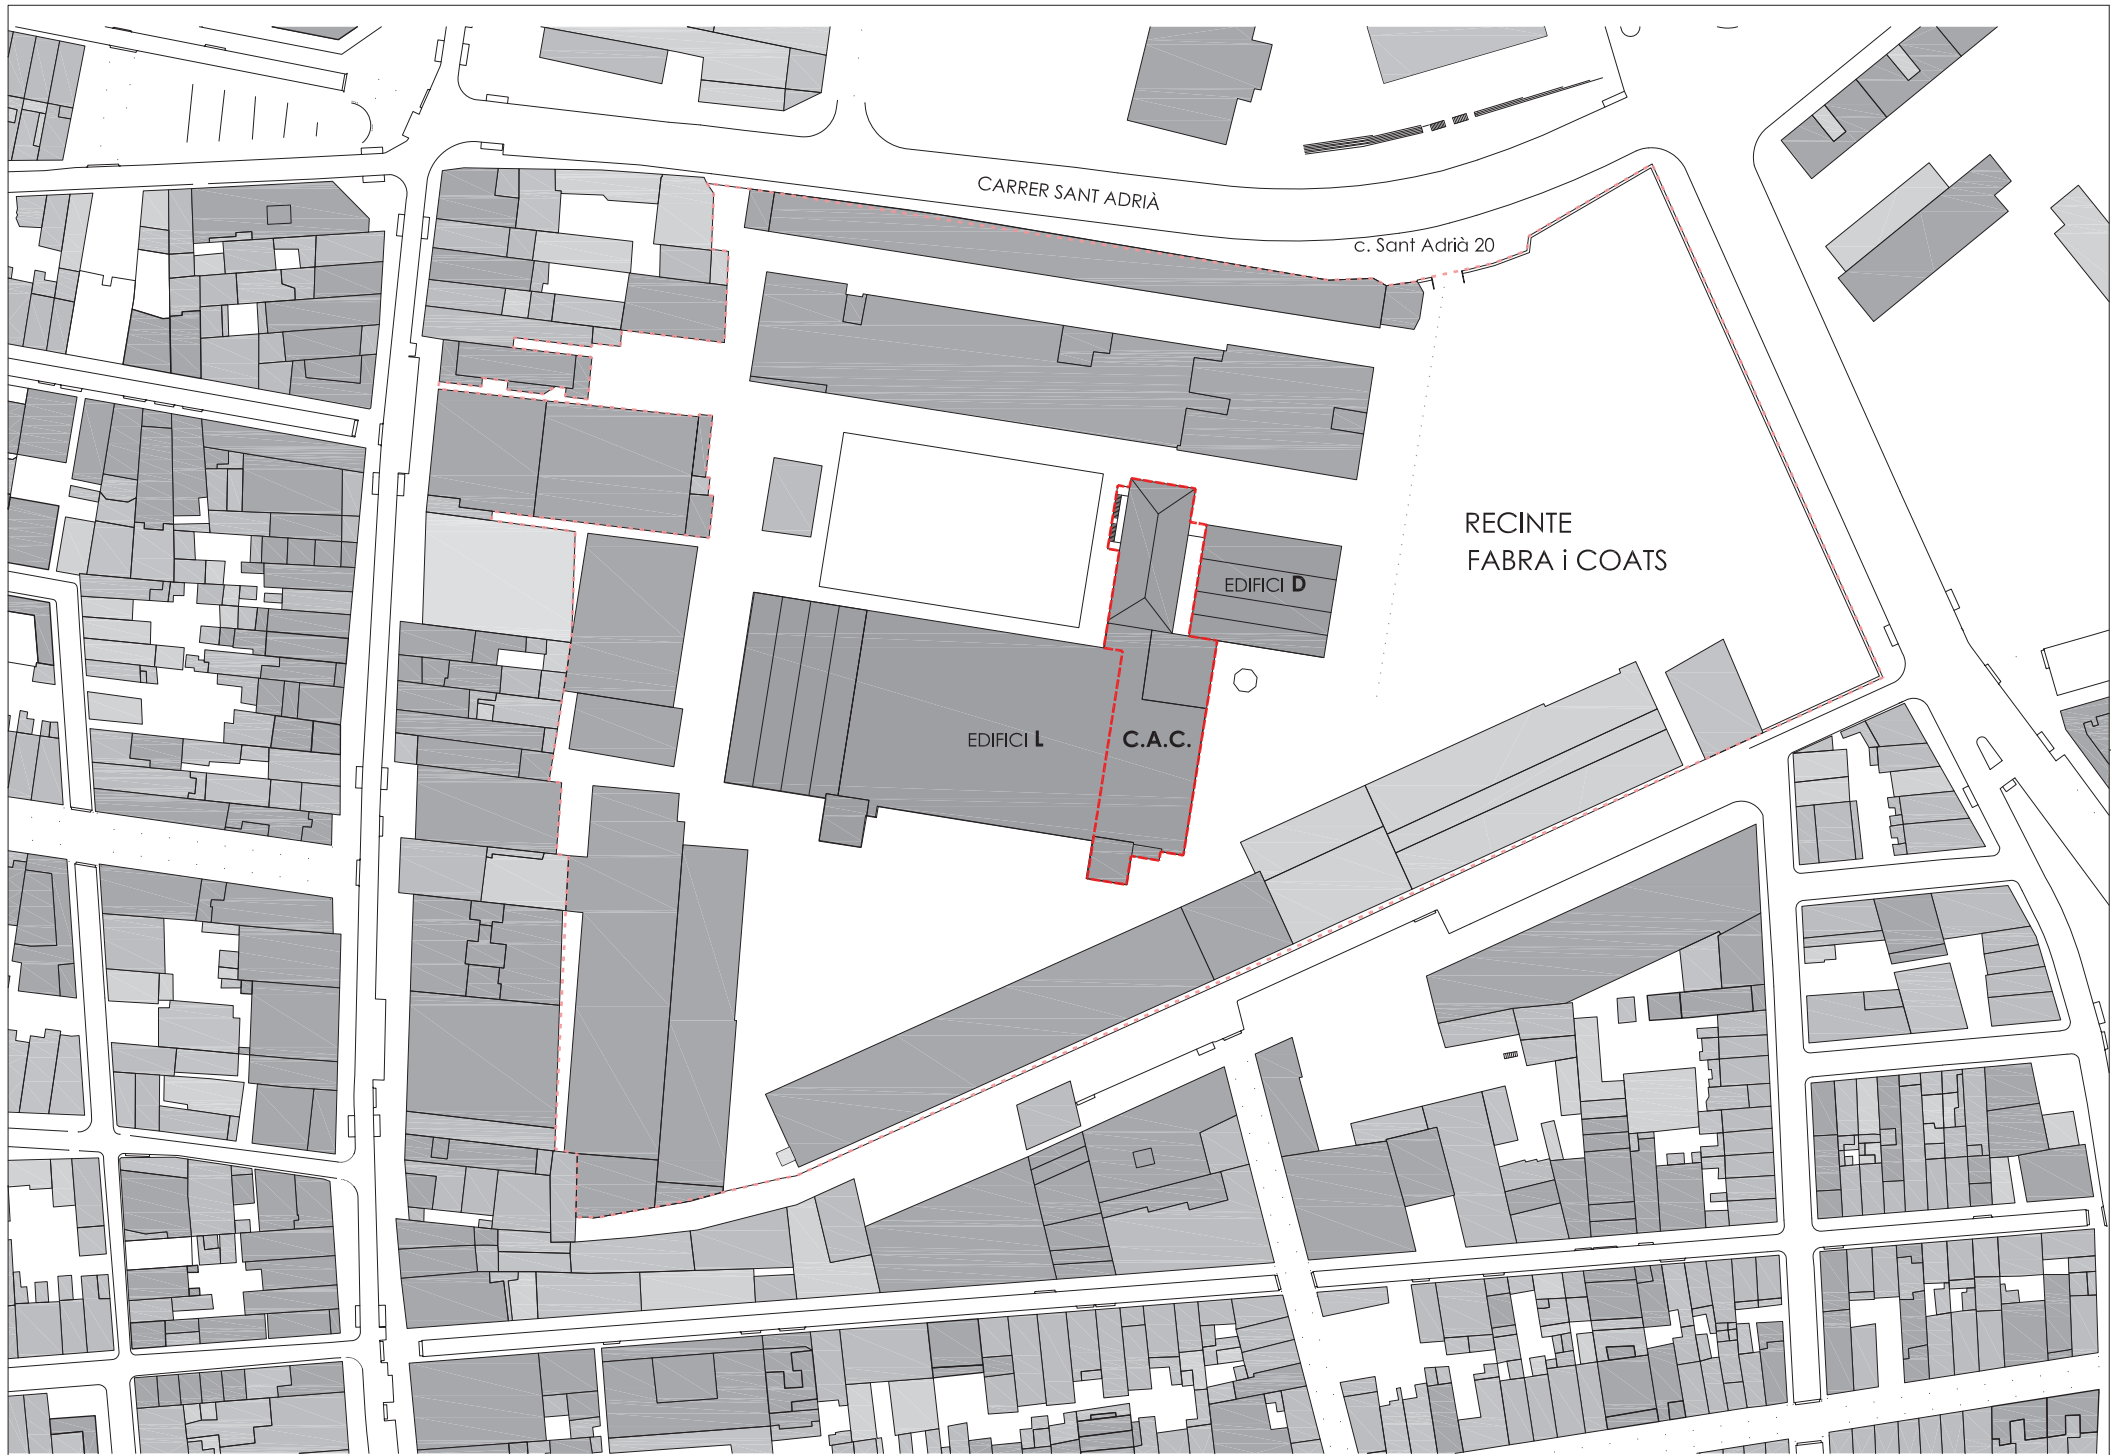 CARRER SANT ADRIÀ
c. Sant Adrià 20
RECINTE
FABRA i COATS
EDIFICI D
EDIFICI L
C.A.C.